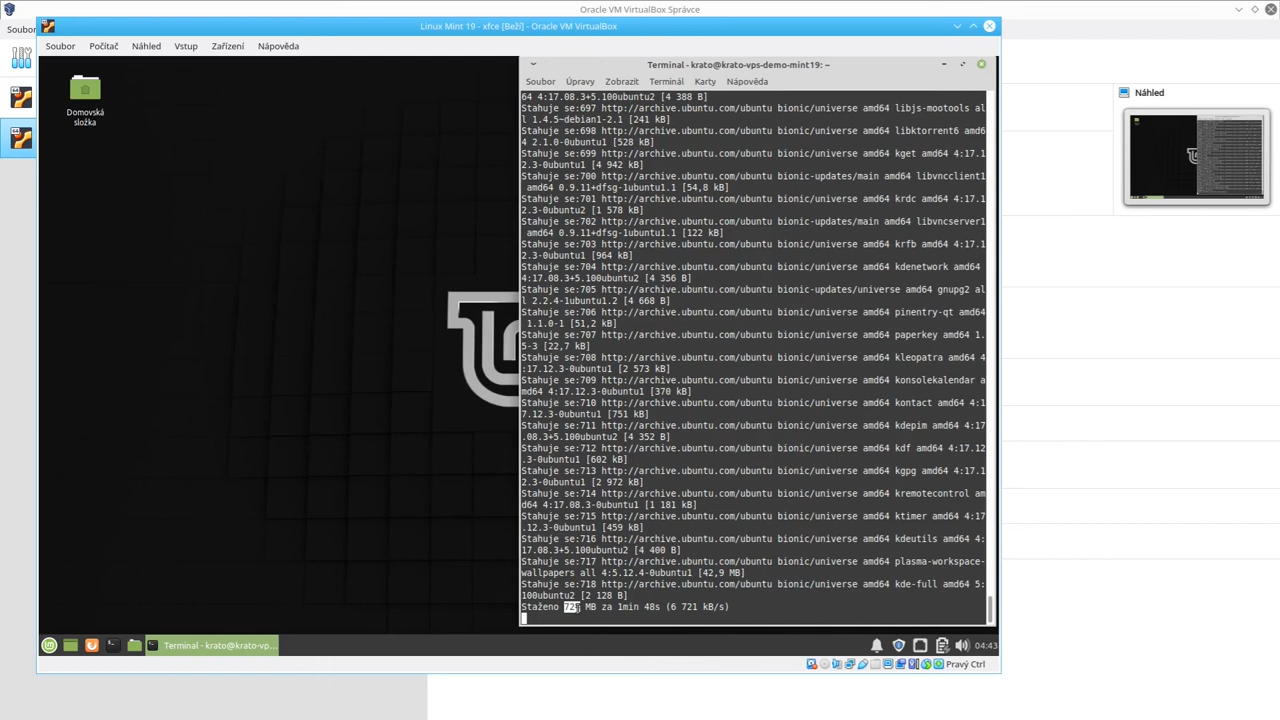 Oracle VM VirtualBox Správce
Soubor
Linux Mint 19 - xfce [Beží] - Oracle VM VirtualBox
Soubor Počítač Náhled Vstup Zařízení Nápověda
Náhled
Domovská
složka
Terminal - krato@krato-vps-demo-mint19: ~
Soubor Úpravy Zobrazit Terminál Karty Nápověda
64 4:17.08.3+5.100ubuntu2 [4 388 B]
Stahuje se:697 http://archive.ubuntu.com/ubuntu bionic/universe amd64 libjs-mootools al
l 1.4.5~debian1-2.1 [241 kB]
Stahuje se:698 http://archive.ubuntu.com/ubuntu bionic/universe amd64 libktorrent6 amd6
4 2.1.0-0ubuntu1 [528 kB]
Stahuje se:699 http://archive.ubuntu.com/ubuntu bionic/universe amd64 kget amd64 4:17.1
2.3-0ubuntu1 [4 942 kB]
Stahuje se:700 http://archive.ubuntu.com/ubuntu bionic-updates/main amd64 libvncclient1
amd64 0.9.11+dfsg-1ubuntu1.1 [54,8 kB]
Stahuje se:701 http://archive.ubuntu.com/ubuntu bionic/universe amd64 krdc amd64 4:17.1
2.3-0ubuntu2 [1 578 kB]
Stahuje se:702 http://archive.ubuntu.com/ubuntu bionic-updates/main amd64 libvncserver1
amd64 0.9.11+dfsg-1ubuntu1.1 [122 kB]
Stahuje se:703 http://archive.ubuntu.com/ubuntu bionic/universe amd64 krfb amd64 4:17.1
2.3-0ubuntu1 [964 kB]
Stahuje se:704 http://archive.ubuntu.com/ubuntu bionic/universe amd64 kdenetwork amd64
4:17.08.3+5.100ubuntu2 [4 356 B]
Stahuje se:705 http://archive.ubuntu.com/ubuntu bionic-updates/universe amd64 gnupg2 al
l 2.2.4-1ubuntu1.2 [4 668 B]
Stahuje se:706 http://archive.ubuntu.com/ubuntu bionic/universe amd64 pinentry-qt amd64
1.1.0-1 [51,2 kB]
Stahuje se:707 http://archive.ubuntu.com/ubuntu bionic/universe amd64 paperkey amd64 1.
5-3 [22,7 kB]
Stahuje se:708 http://archive.ubuntu.com/ubuntu bionic/universe amd64 kleopatra amd64 4
:17.12.3-0ubuntu1 [2 573 kB]
Stahuje se:709 http://archive.ubuntu.com/ubuntu bionic/universe amd64 konsolekalendar a
md64 4:17.12.3-0ubuntu1 [370 kB]
Stahuje se:710 http://archive.ubuntu.com/ubuntu bionic/universe amd64 kontact amd64 4:1
7.12.3-0ubuntu1 [751 kB]
Stahuje se:711 http://archive.ubuntu.com/ubuntu bionic/universe amd64 kdepim amd64 4:17
.08.3+5.100ubuntu2 [4 352 B]
Stahuje se:712 http://archive.ubuntu.com/ubuntu bionic/universe amd64 kdf amd64 4:17.12
.3-0ubuntu1 [602 kB]
Stahuje se:713 http://archive.ubuntu.com/ubuntu bionic/universe amd64 kgpg amd64 4:17.1
2.3-0ubuntu1 [2 972 kB]
Stahuje se:714 http://archive.ubuntu.com/ubuntu bionic/universe amd64 kremotecontrol am
d64 4:17.08.3-0ubuntu1 [1 181 kB]
Stahuje se:715 http://archive.ubuntu.com/ubuntu bionic/universe amd64 ktimer amd64 4:17
.12.3-0ubuntu1 [459 kB]
Stahuje se:716 http://archive.ubuntu.com/ubuntu bionic/universe amd64 kdeutils amd64 4:
17.08.3+5.100ubuntu2 [4 400 B]
Stahuje se:717 http://archive.ubuntu.com/ubuntu bionic/universe amd64 plasma-workspace-
wallpapers all 4:5.12.4-0ubuntu1 [42,9 MB]
Stahuje se:718 http://archive.ubuntu.com/ubuntu bionic/universe amd64 kde-full amd64 5:
100ubuntu2 [2 128 B]
Staženo MB za 1min 48s (6 721 kB/s)
Terminal - krato@krato-vp...
04:43
Pravý Ctrl